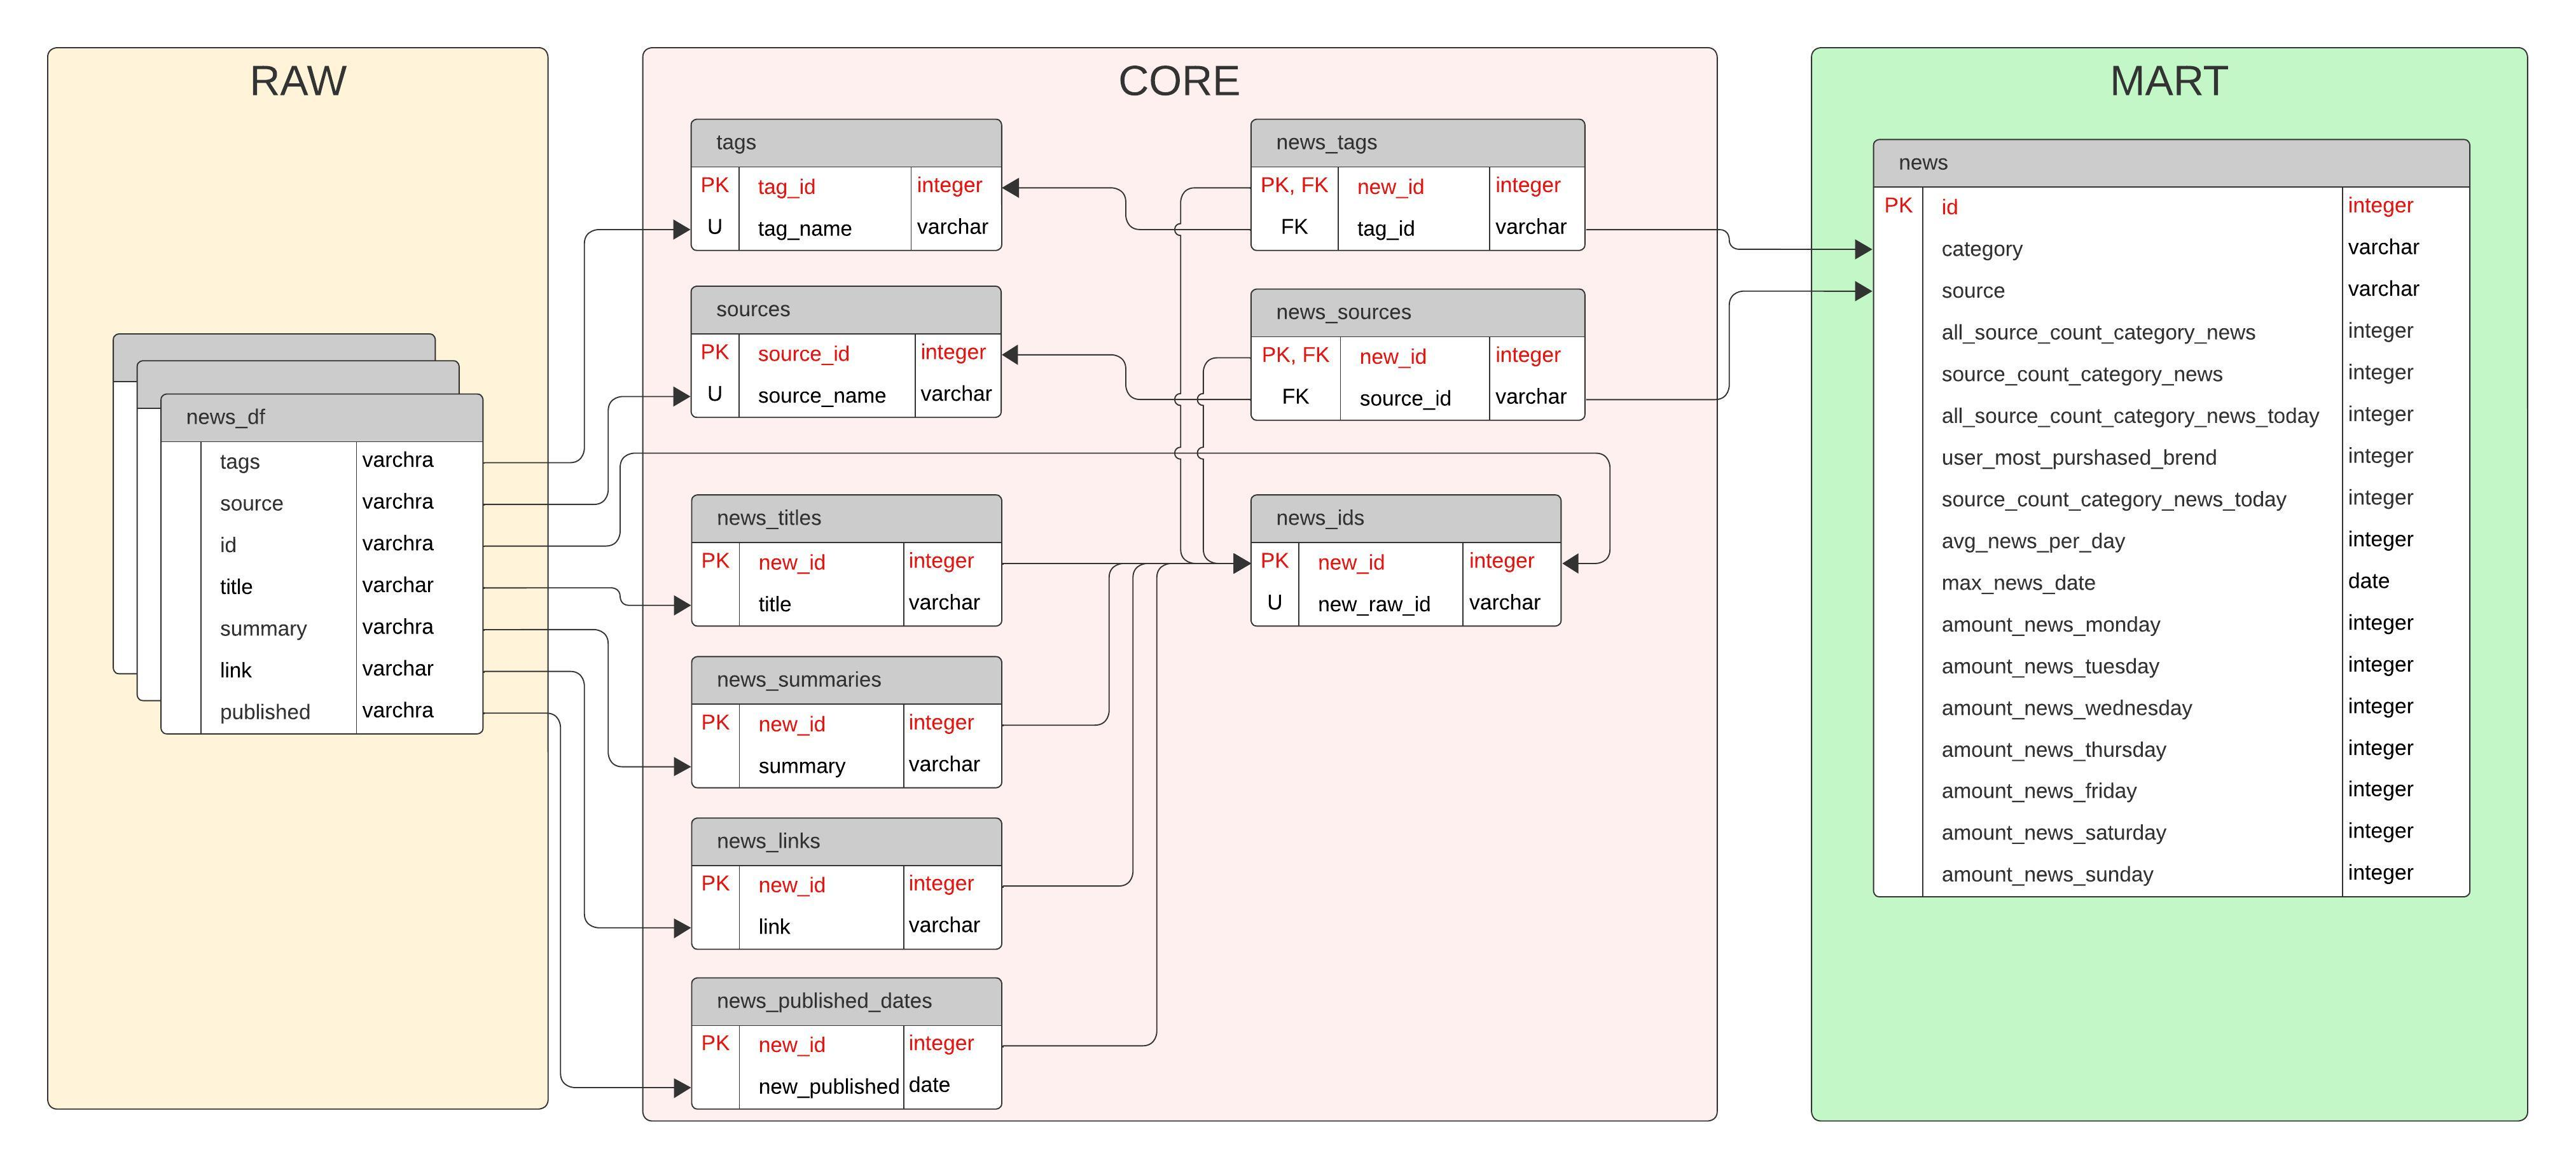 RAW
news_df
tags varchra
source varchra
id varchra
title varchar
summary varchra
link varchar
published varchra
CORE
tags
PK tag_id integer
U tag_name varchar
sources
PK source_id integer
U source_name varchar
news_titles
PK new_id integer
title varchar
news_summaries
PK new_id integer
summary varchar
news_links
PK new_id integer
link varchar
news_published_dates
PK new_id integer
new_published date
news_tags
PK, FK new_id integer
FK tag_id varchar
news_sources
PK, FK new_id integer
FK source_id varchar
news_ids
PK new_id integer
U new_raw_id varchar
MART
news
PK id integer
category varchar
source varchar
all_source_count_category_news integer
source_count_category_news integer
all_source_count_category_news_today integer
user_most_purshased_brend integer
source_count_category_news_today integer
avg_news_per_day integer
max_news_date date
amount_news_monday integer
amount_news_tuesday integer
amount_news_wednesday integer
amount_news_thursday integer
amount_news_friday integer
amount_news_saturday integer
amount_news_sunday integer